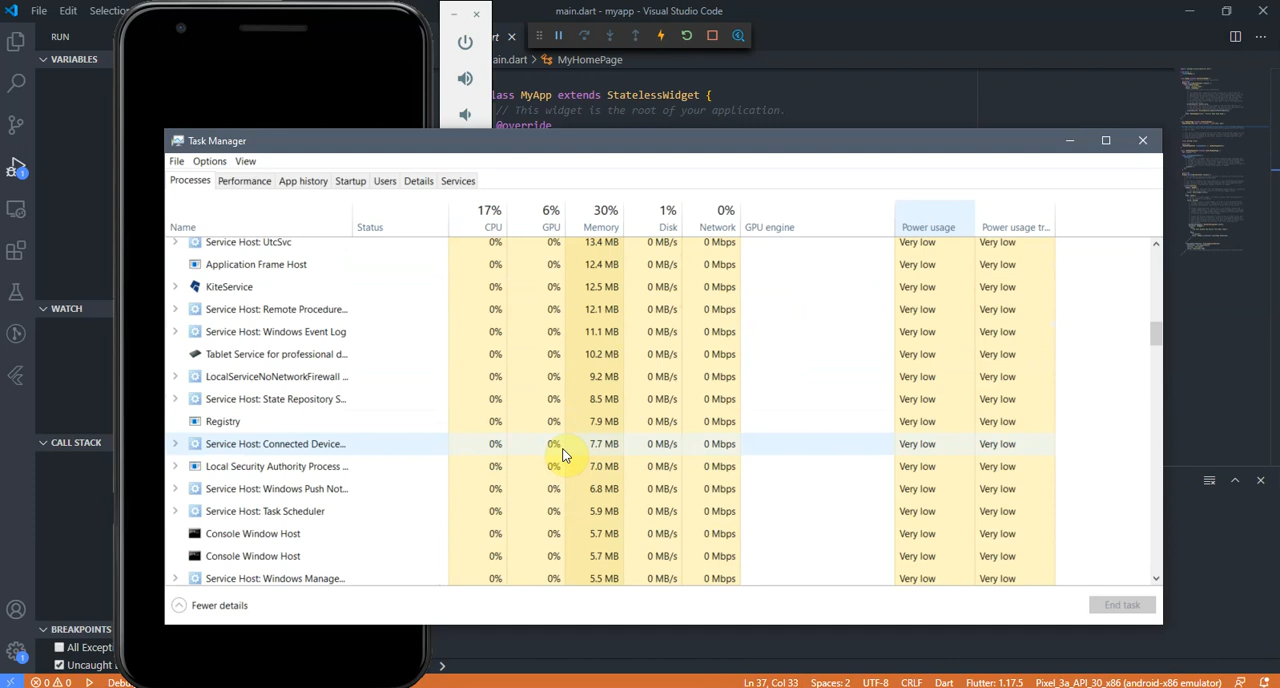 File Edit Selectio
main.dart - myapp - Visual Studio Code
RUN
rt
ain.dart > MyHomePage
VARIABLES
lass MyApp extends StatelessWidget {
// This widget is the root of your application.
@override
Task Manager
File Options View
Processes Performance App history Startup Users Details Services
17% 6% 30% 1% 0%
Name Status CPU GPU Memory Disk Network GPU engine Power usage Power usage tr...
Service Host: UtcSvc 0% 0% 13.4 MB 0 MB/s 0 Mbps Very low Very low
Application Frame Host 0% 0% 12.4 MB 0 MB/s 0 Mbps Very low Very low
KiteService 0% 0% 12.5 MB 0 MB/s 0 Mbps Very low Very low
Service Host: Remote Procedure... 0% 0% 12.1 MB 0 MB/s 0 Mbps Very low Very low
Service Host: Windows Event Log 0% 0% 11.1 MB 0 MB/s 0 Mbps Very low Very low
Tablet Service for professional d... 0% 0% 10.2 MB 0 MB/s 0 Mbps Very low Very low
LocalServiceNoNetworkFirewall ... 0% 0% 9.2 MB 0 MB/s 0 Mbps Very low Very low
Service Host: State Repository S... 0% 0% 8.5 MB 0 MB/s 0 Mbps Very low Very low
Registry 0% 0% 7.9 MB 0 MB/s 0 Mbps Very low Very low
Service Host: Connected Device... 0% 0% 7.7 MB 0 MB/s 0 Mbps Very low Very low
Local Security Authority Process ... 0% 0% 7.0 MB 0 MB/s 0 Mbps Very low Very low
Service Host: Windows Push Not... 0% 0% 6.8 MB 0 MB/s 0 Mbps Very low Very low
Service Host: Task Scheduler 0% 0% 5.9 MB 0 MB/s 0 Mbps Very low Very low
Console Window Host 0% 0% 5.7 MB 0 MB/s 0 Mbps Very low Very low
Console Window Host 0% 0% 5.7 MB 0 MB/s 0 Mbps Very low Very low
Service Host: Windows Manage... 0% 0% 5.5 MB 0 MB/s 0 Mbps Very low Very low
Fewer details End task
WATCH
CALL STACK
BREAKPOINTS
All Excepti
Uncaught
1
1
0 0 Debu
Ln 37, Col 33 Spaces: 2 UTF-8 CRLF Dart Flutter: 1.17.5 Pixel_3a_API_30_x86 (android-x86 emulator)